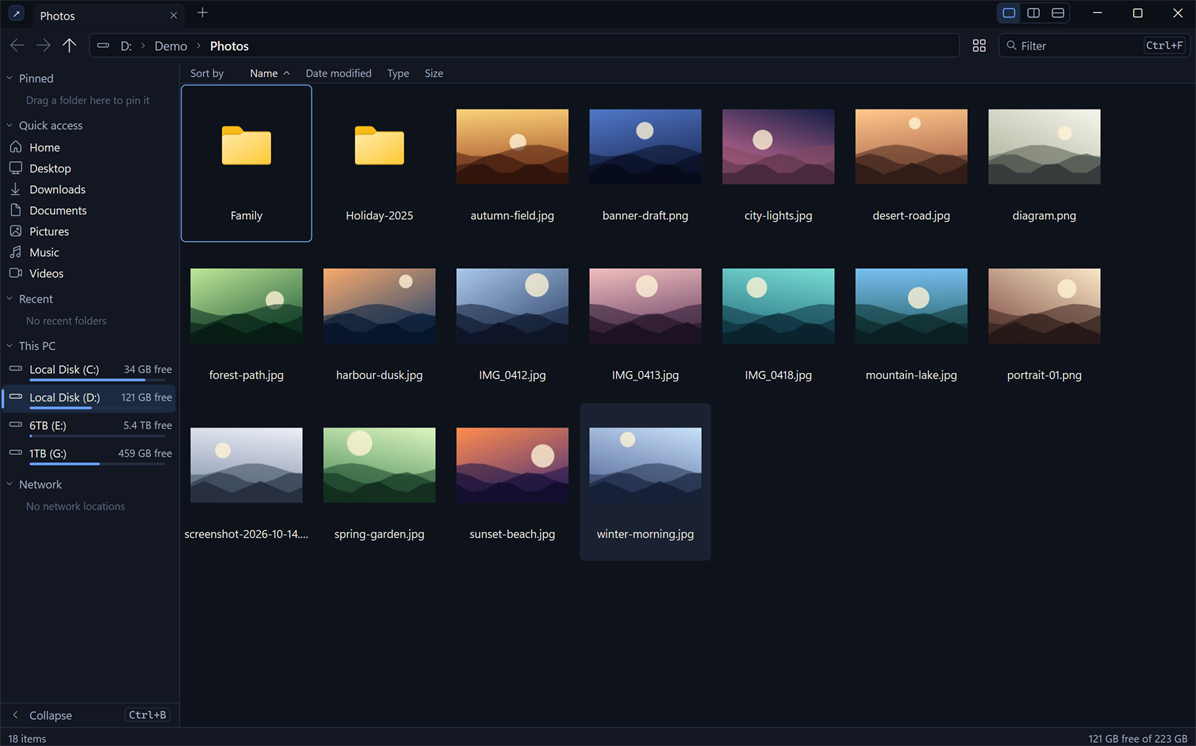 Photos
D: Demo Photos
Filter Ctrl+F
Pinned
Drag a folder here to pin it
Quick access
Home
Desktop
Downloads
Documents
Pictures
Music
Videos
Recent
No recent folders
This PC
Local Disk (C:) 34 GB free
Local Disk (D:) 121 GB free
6TB (E:) 5.4 TB free
1TB (G:) 459 GB free
Network
No network locations
Collapse Ctrl+B
Sort by Name Date modified Type Size
Family Holiday-2025 autumn-field.jpg banner-draft.png city-lights.jpg desert-road.jpg diagram.png
forest-path.jpg harbour-dusk.jpg IMG_0412.jpg IMG_0413.jpg IMG_0418.jpg mountain-lake.jpg portrait-01.png
screenshot-2026-10-14.... spring-garden.jpg sunset-beach.jpg winter-morning.jpg
18 items 121 GB free of 223 GB